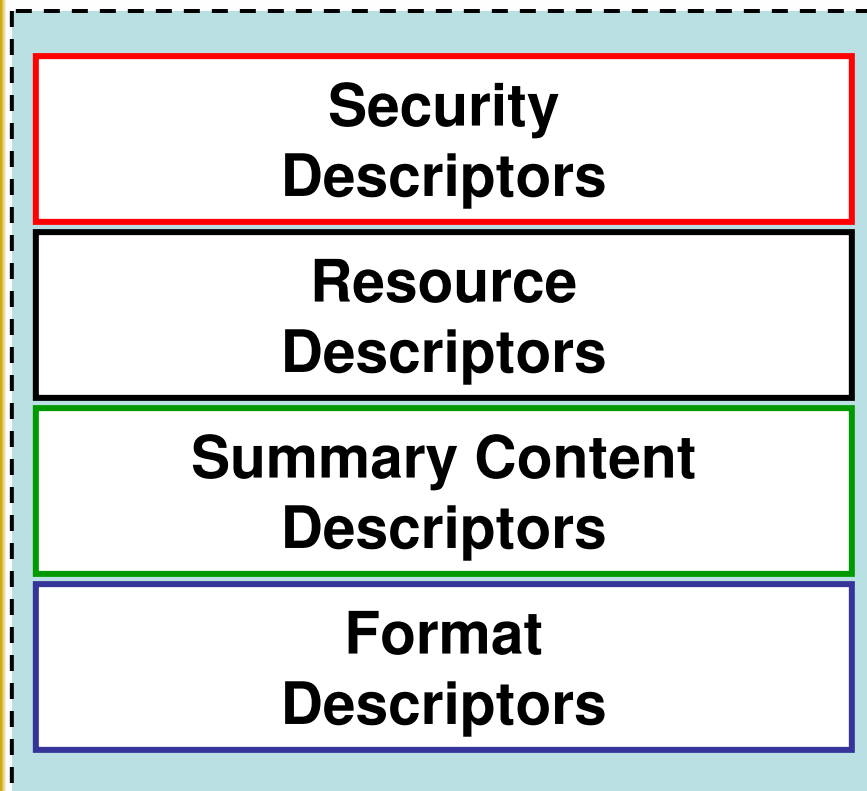 Security
Descriptors
Resource
Descriptors
Summary Content
Descriptors
Format
Descriptors